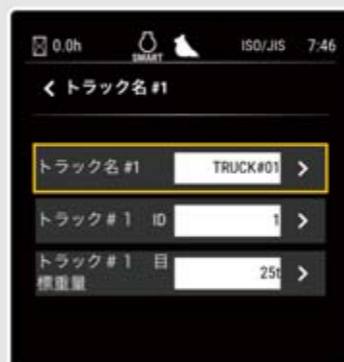 0.0h SMART ISO/JIS 7:46
トラック名 #1
トラック名 #1 TRUCK#01
トラック# 1 ID 1
トラック# 1 目
標重量 25t